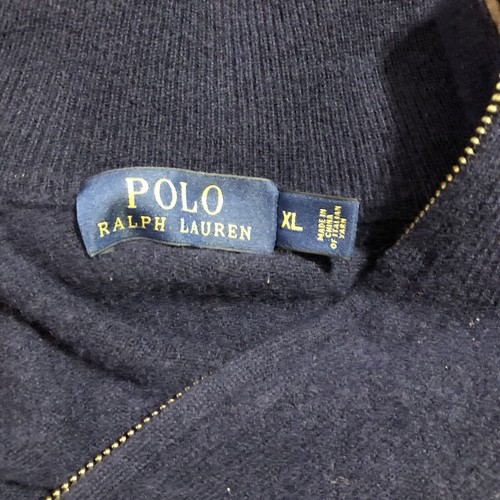 POLO
RALPH LAUREN
XL
MADE IN
CHINA
OF ITALIAN
YARN